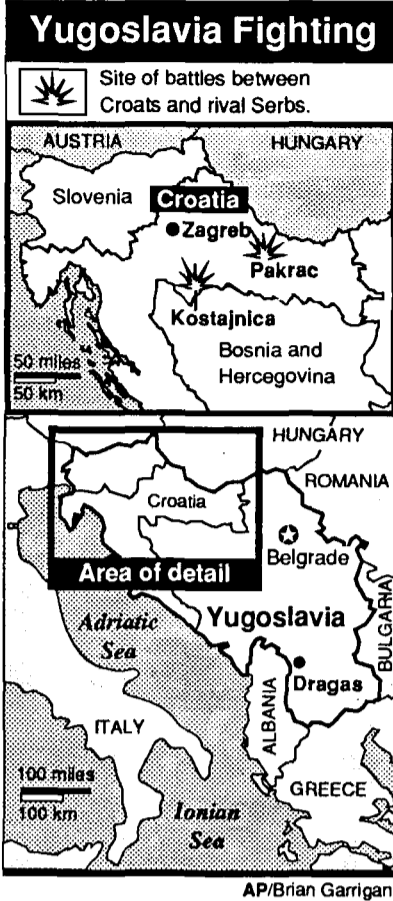 Yugoslavia Fighting
Site of battles between
Croats and rival Serbs.
AUSTRIA
HUNGARY
Slovenia
Croatia
Zagreb
Pakrac
Kostajnica
Bosnia and
Hercegovina
50 miles
50 km
HUNGARY
ROMANIA
Croatia
Belgrade
Area of detail
Adriatic
Sea
Yugoslavia
BULGARIA
Dragas
ALBANIA
ITALY
GREECE
100 miles
100 km
Ionian
Sea
AP/Brian Garrigan